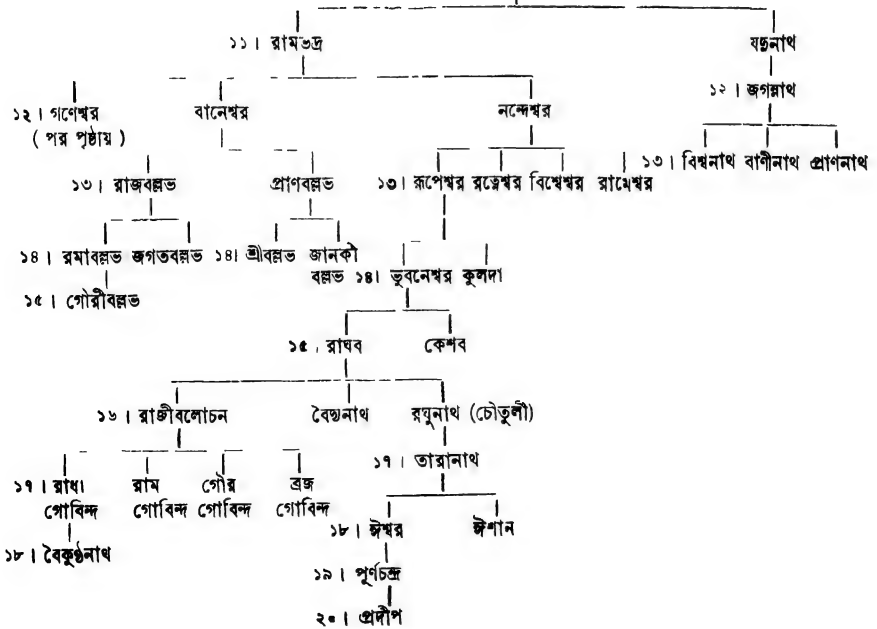 ১১। রামভদ্র যদুনাথ
১২। গণেশ্বর বানেশ্বর নন্দেশ্বর ১২। জগন্নাথ
( পর পৃষ্ঠায় )
১৩। রাজবল্লভ প্রাণবল্লভ ১৩। রূপেশ্বর রত্নেশ্বর বিশ্বেশ্বর রামেশ্বর ১৩। বিশ্বনাথ বাণীনাথ প্রাণনাথ
১৪। রমাবল্লভ জগতবল্লভ ১৪। শ্রীবল্লভ জানকী
বল্লভ ১৪। ভুবনেশ্বর কুলদা
১৫। গৌরীবল্লভ
১৫। রাঘব কেশব
১৬। রাজীবলোচন বৈদ্যনাথ রঘুনাথ (চৌতুলী)
১৭। রাধা রাম গৌর ব্রজ ১৭। তারানাথ
গোবিন্দ গোবিন্দ গোবিন্দ গোবিন্দ
১৮। বৈকুণ্ঠনাথ ১৮। ঈশ্বর ঈশান
১৯। পূর্ণচন্দ্র
২০। প্রদীপ